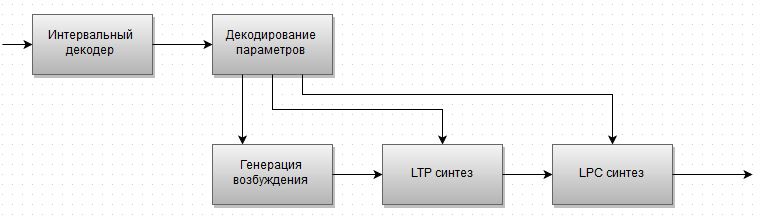 Интервальный
декодер
Декодирование
параметров
Генерация
возбуждения
LTP синтез
LPC синтез